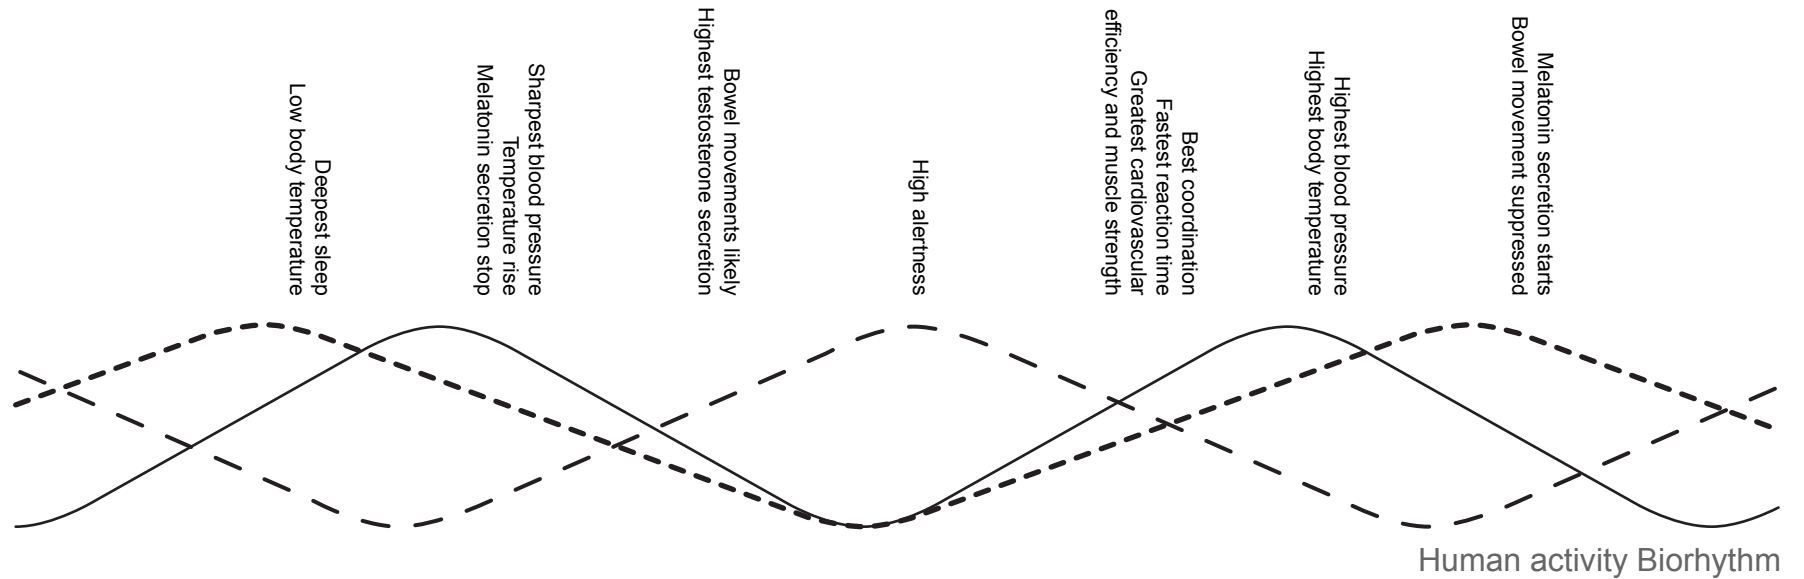 Deepest sleep
Low body temperature
Sharpest blood pressure
Temperature rise
Melatonin secretion stop
Bowel movements likely
Highest testosterone secretion
High alertness
Best coordination
Fastest reaction time
Greatest cardiovascular
efficiency and muscle strength
Highest blood pressure
Highest body temperature
Melatonin secretion starts
Bowel movement suppressed
Human activity Biorhythm